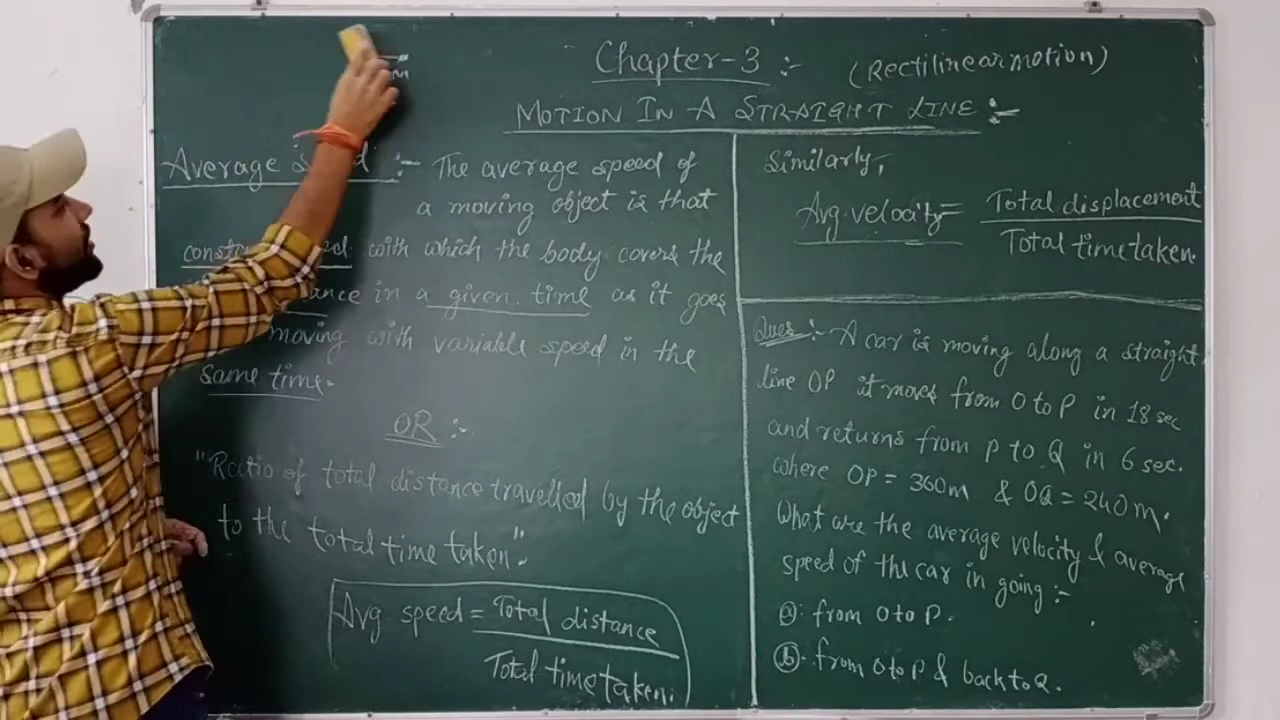 Chapter-3 :- (Rectilinear motion)
MOTION IN A STRAIGHT LINE :-
Average :- The average speed of
a moving object is that
with which the body covers the
in a given time as it goes
moving with variable speed in the
same time.
OR :-
"Ratio of total distance travelled by the object
to the total time taken".
Avg. speed = Total distance
Total time taken.
Similarly,
Avg. velocity = Total displacement
Total time taken.
Ques :- A car is moving along a straight
line OP it moves from O to P in 18 sec
and returns from P to Q in 6 sec.
where OP = 360m & OQ = 240m.
What are the average velocity & average
speed of the car in going :-
(a). from O to P.
(b). from O to P & back to Q.